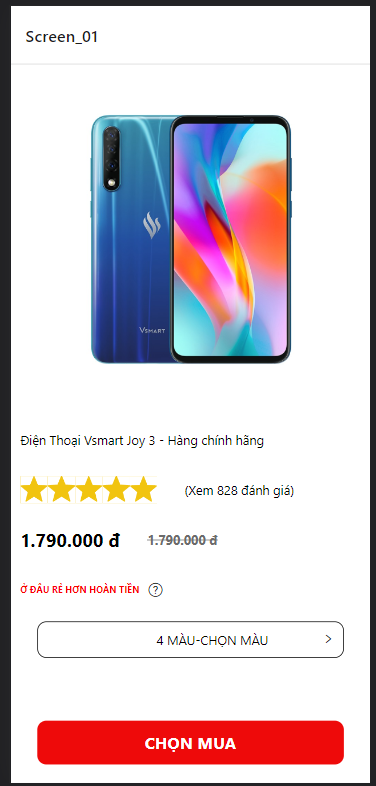 Screen_01
VSMART
Điện Thoại Vsmart Joy 3 - Hàng chính hãng
(Xem 828 đánh giá)
1.790.000 đ 1.790.000 đ
Ở ĐÂU RẺ HƠN HOÀN TIỀN ?
4 MÀU-CHỌN MÀU >
CHỌN MUA